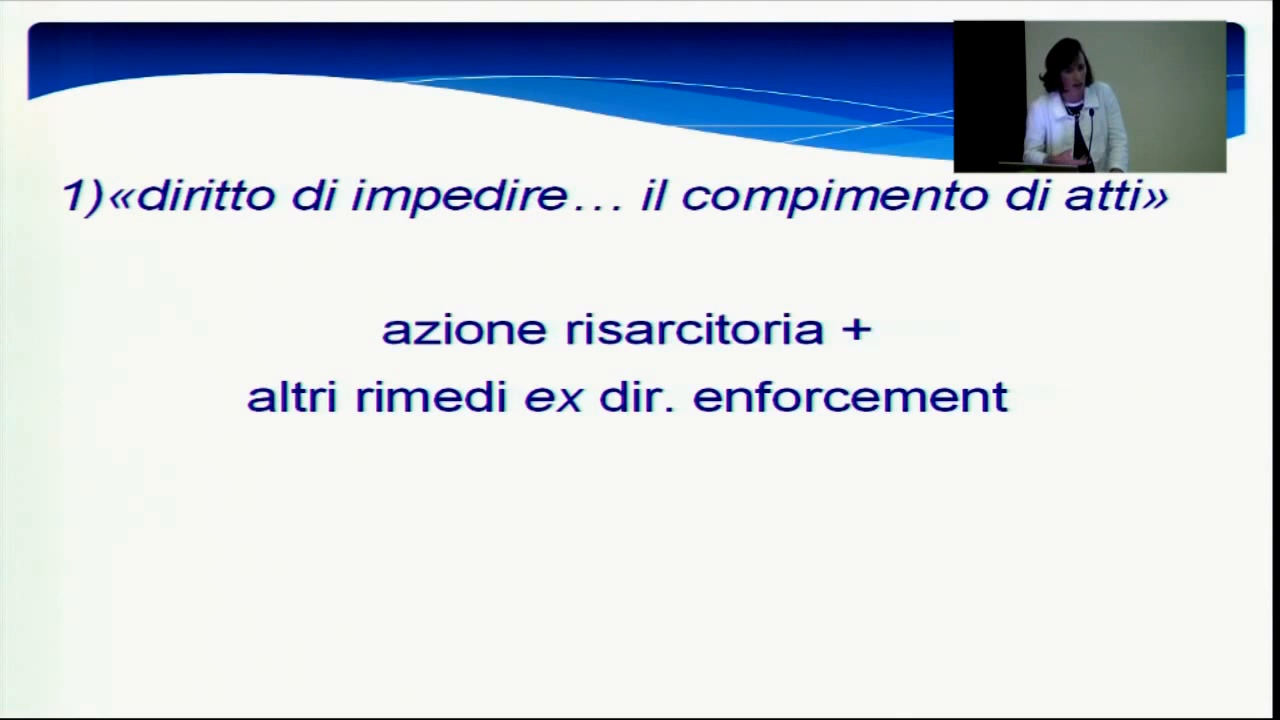 1)«diritto di impedire… il compimento di atti»
azione risarcitoria +
altri rimedi ex dir. enforcement